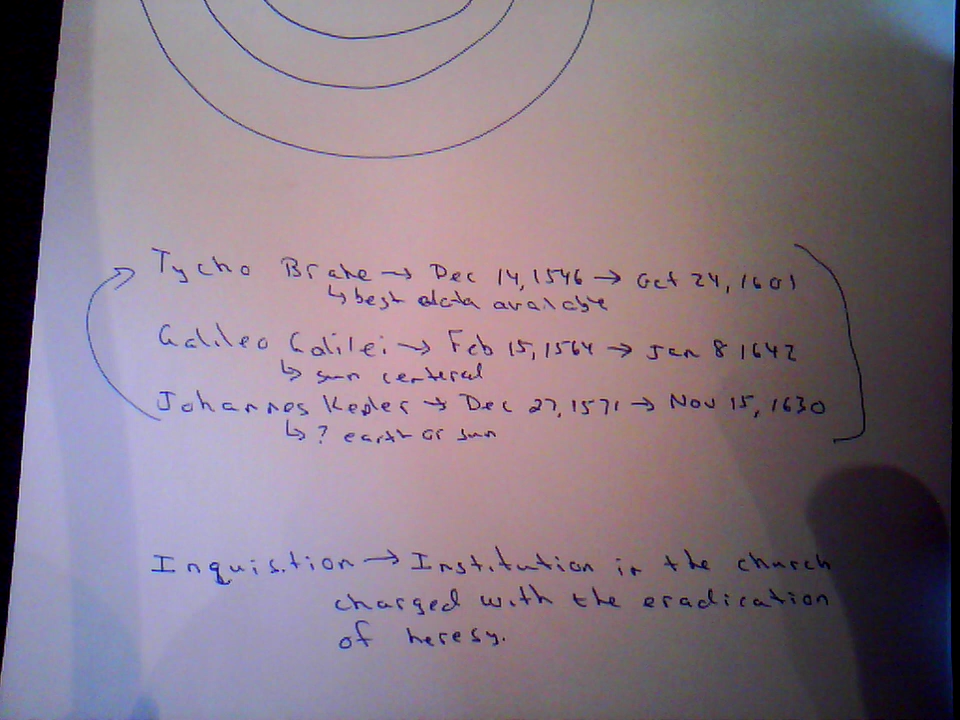 Tycho Brahe → Dec 14, 1546 → Oct 24, 1601
↳ best data available
Galileo Galilei → Feb 15, 1564 → Jan 8 1642
↳ sun centeral
Johannes Kepler → Dec 27, 1571 → Nov 15, 1630
↳ ? earth or sun
Inquisition → Institution in the church
charged with the eradication
of heresy.